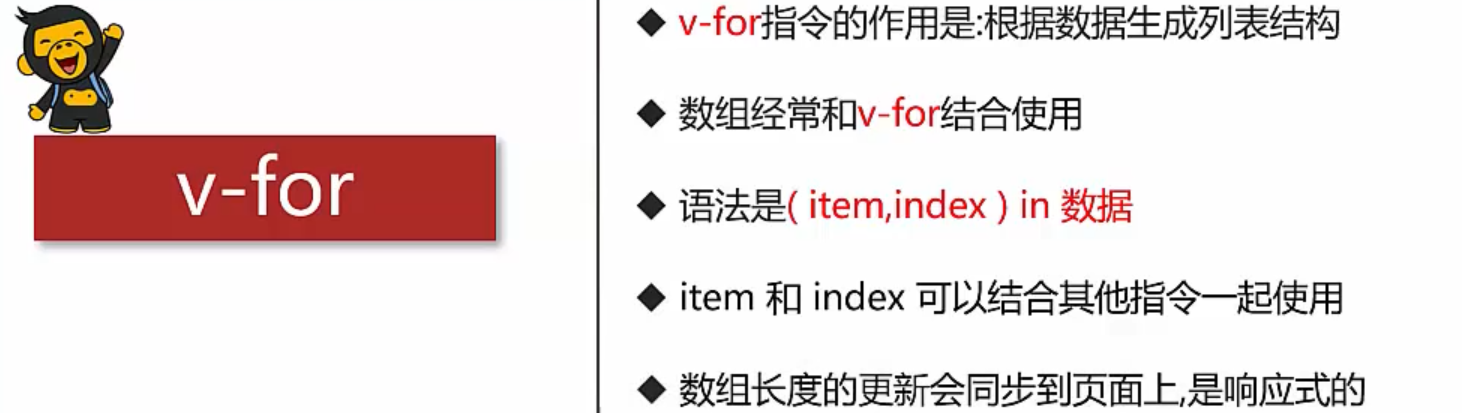 v-for
◆ v-for指令的作用是:根据数据生成列表结构
◆ 数组经常和v-for结合使用
◆ 语法是( item,index ) in 数据
◆ item 和 index 可以结合其他指令一起使用
◆ 数组长度的更新会同步到页面上,是响应式的